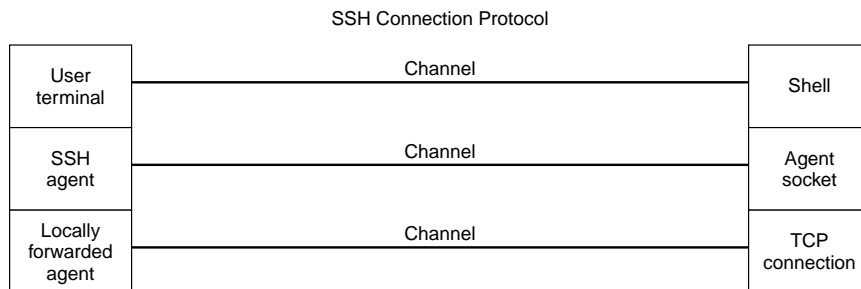 SSH Connection Protocol
User
terminal
Channel
Shell
SSH
agent
Channel
Agent
socket
Locally
forwarded
agent
Channel
TCP
connection